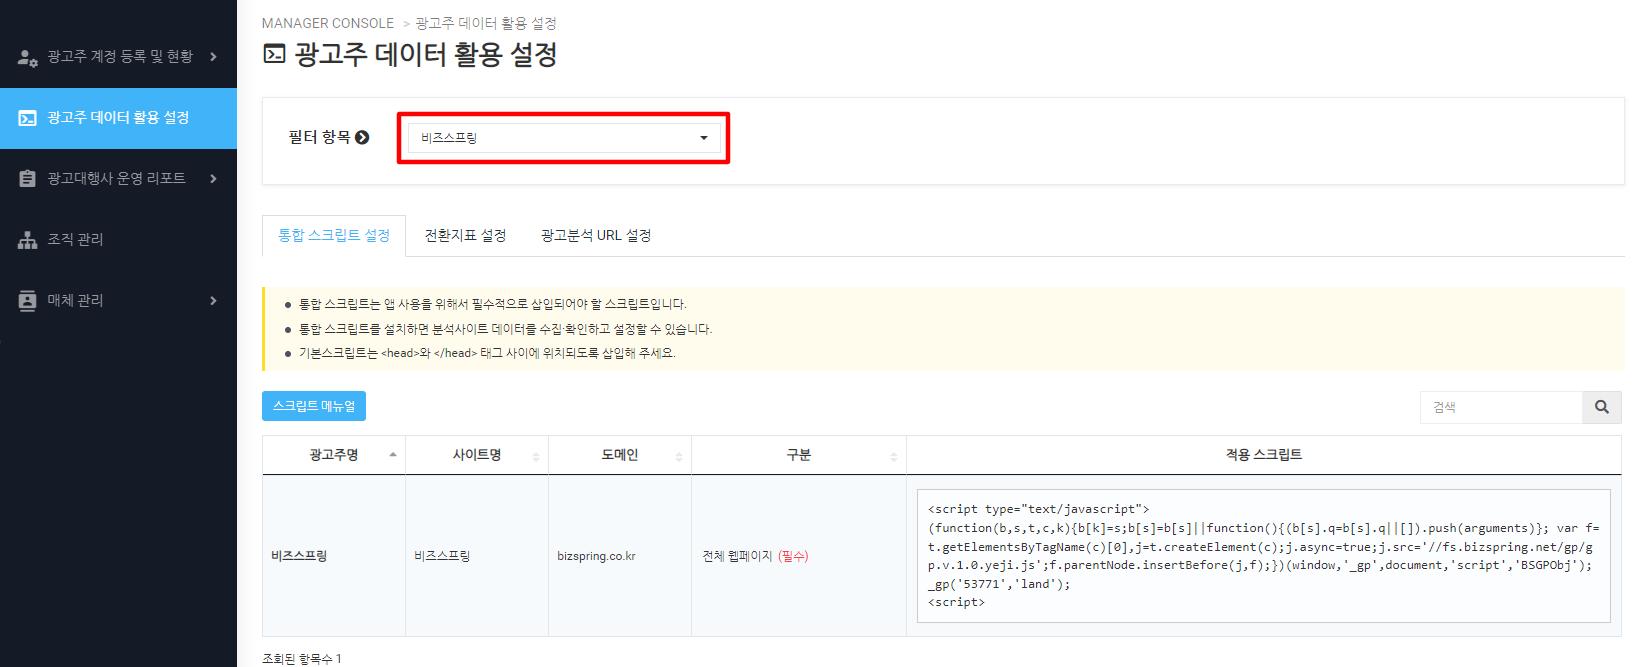 광고주 계정 등록 및 현황
광고주 데이터 활용 설정
광고대행사 운영 리포트
조직 관리
매체 관리
MANAGER CONSOLE > 광고주 데이터 활용 설정
광고주 데이터 활용 설정
필터 항목
비즈스프링
통합 스크립트 설정 전환지표 설정 광고분석 URL 설정
통합 스크립트는 앱 사용을 위해서 필수적으로 삽입되어야 할 스크립트입니다.
통합 스크립트를 설치하면 분석사이트 데이터를 수집·확인하고 설정할 수 있습니다.
기본스크립트는 <head>와 </head> 태그 사이에 위치되도록 삽입해 주세요.
스크립트 메뉴얼
검색
광고주명 사이트명 도메인 구분 적용 스크립트
비즈스프링 비즈스프링 bizspring.co.kr 전체 웹페이지 (필수)
<script type="text/javascript">
(function(b,s,t,c,k){b[k]=s;b[s]=b[s]||function(){(b[s].q=b[s].q||[]).push(arguments)}; var f=
t.getElementsByTagName(c)[0],j=t.createElement(c);j.async=true;j.src='//fs.bizspring.net/gp/g
p.v.1.0.yeji.js';f.parentNode.insertBefore(j,f);})(window,'_gp',document,'script','BSGPObj');
_gp('53771','land');
<script>
조회된 항목수 1